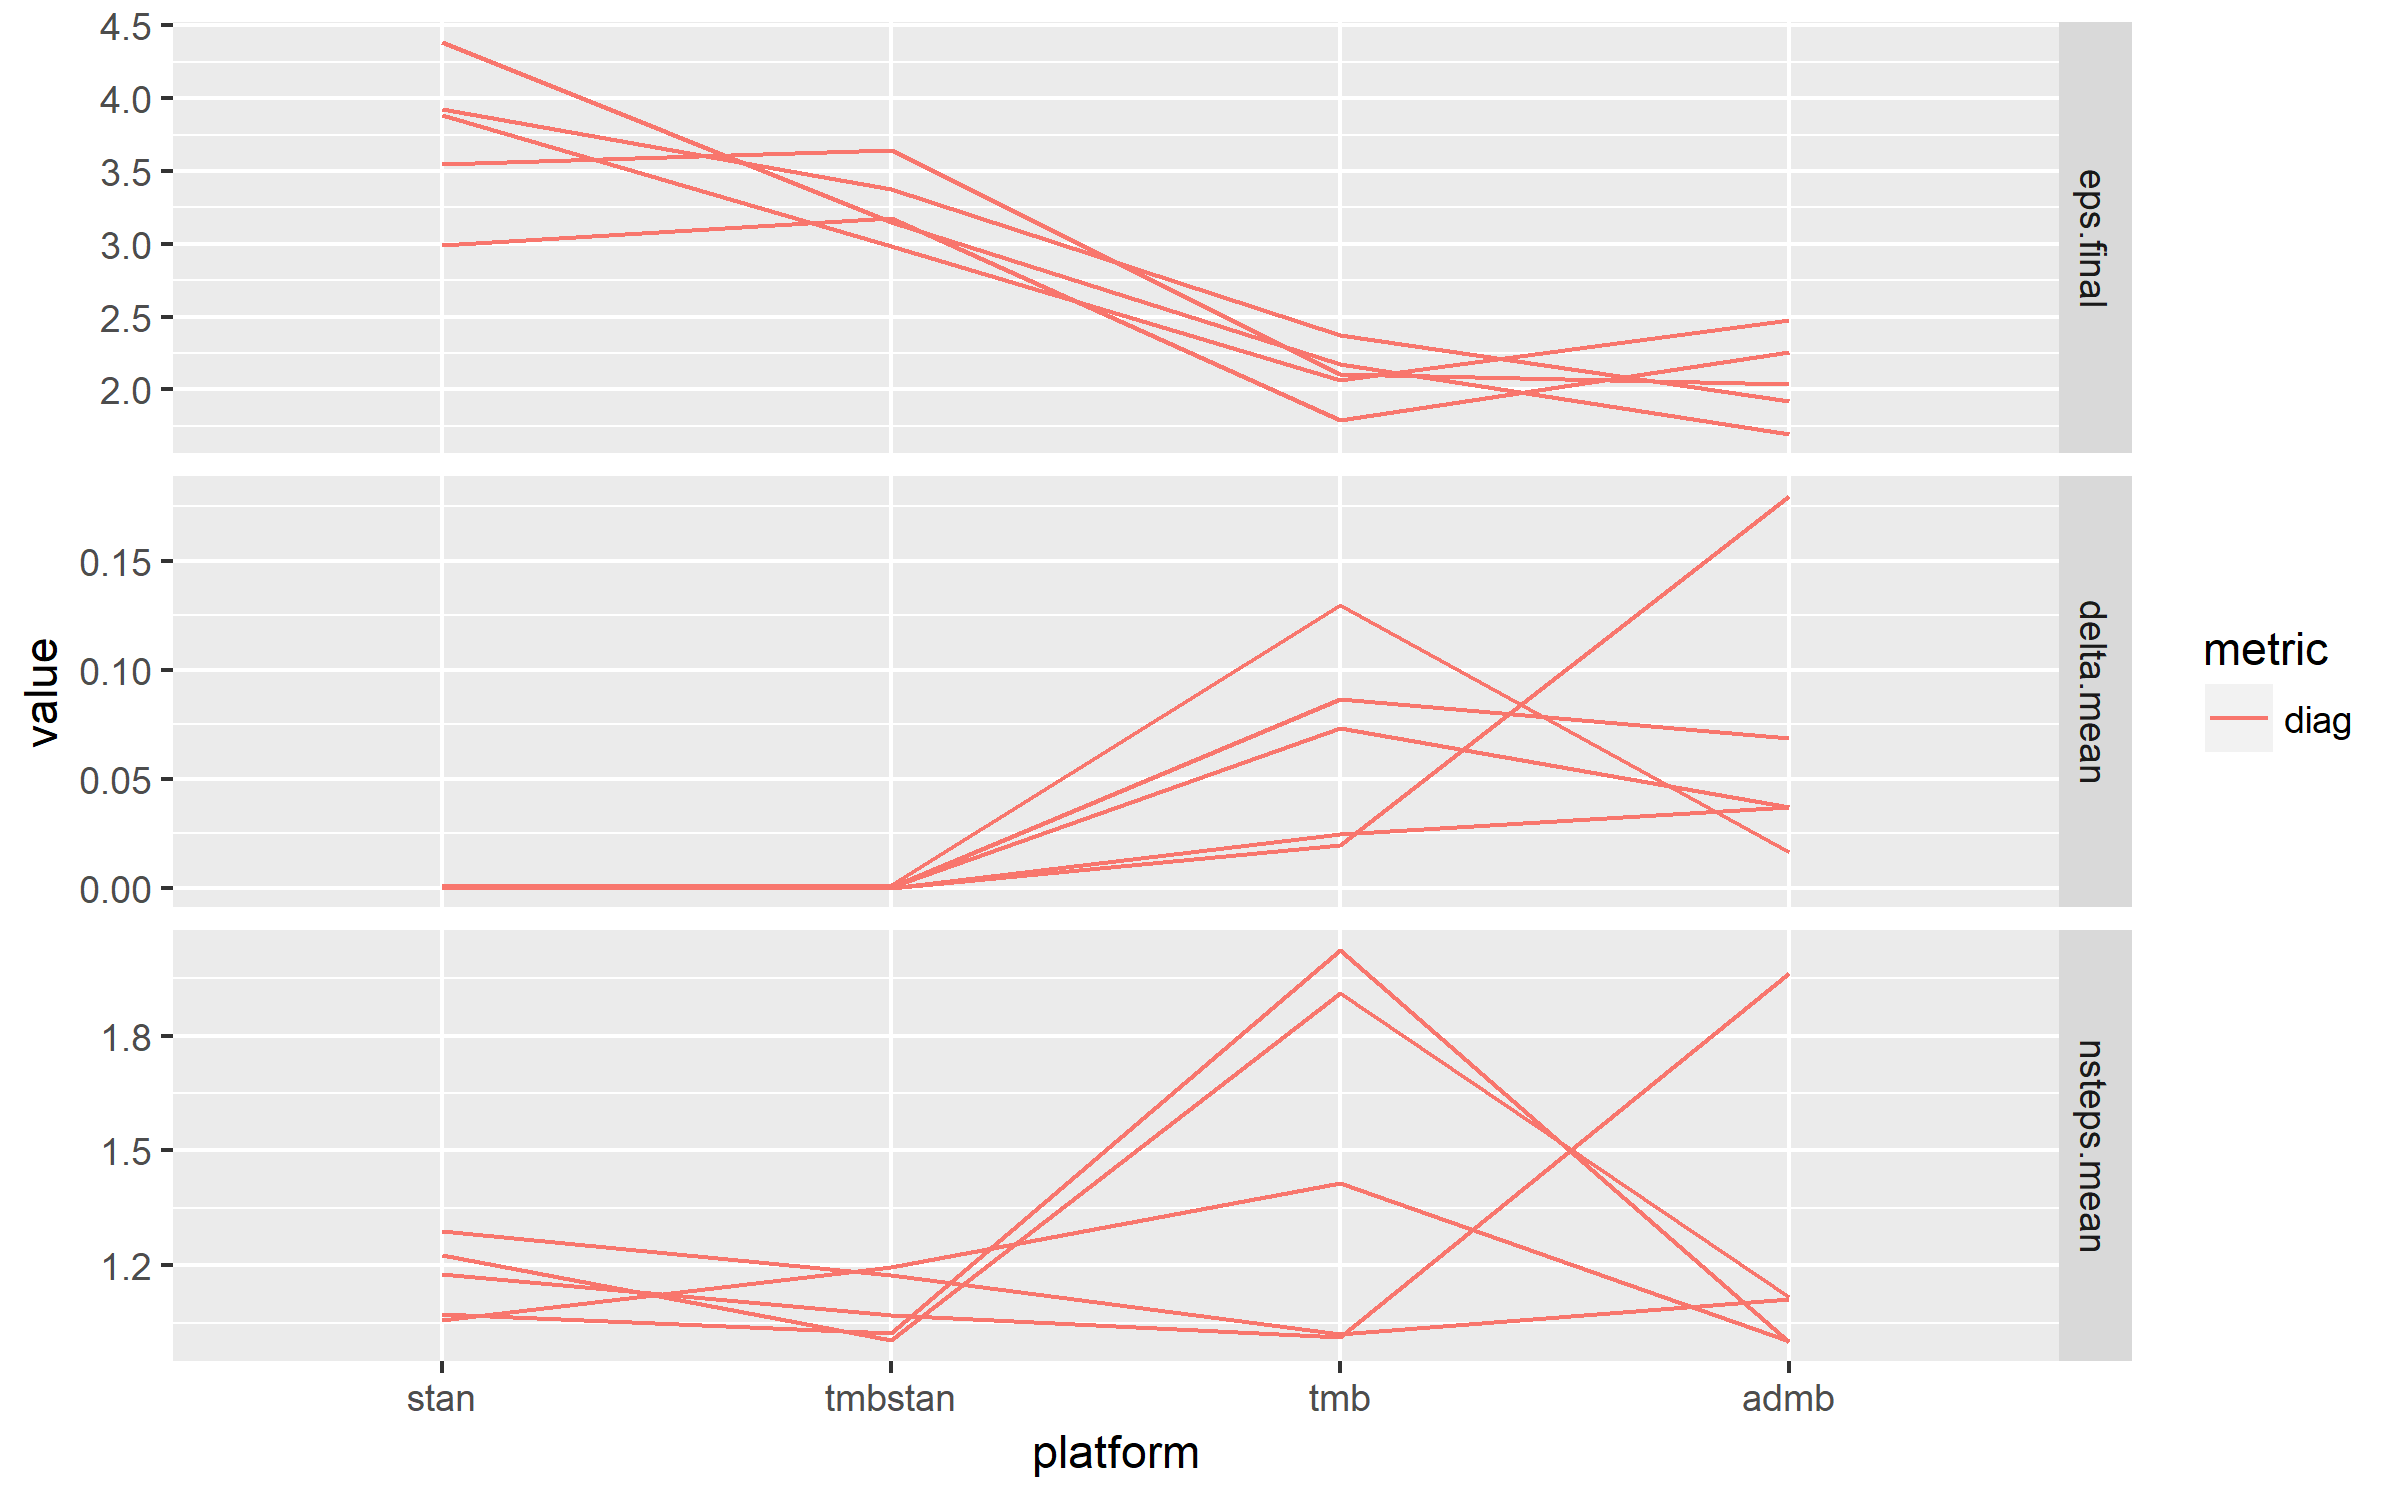 4.5
4.0
3.5
3.0
2.5
2.0
eps.final
0.15
0.10
0.05
0.00
delta.mean
1.8
1.5
1.2
nsteps.mean
value
stan tmbstan tmb admb
platform
metric
diag